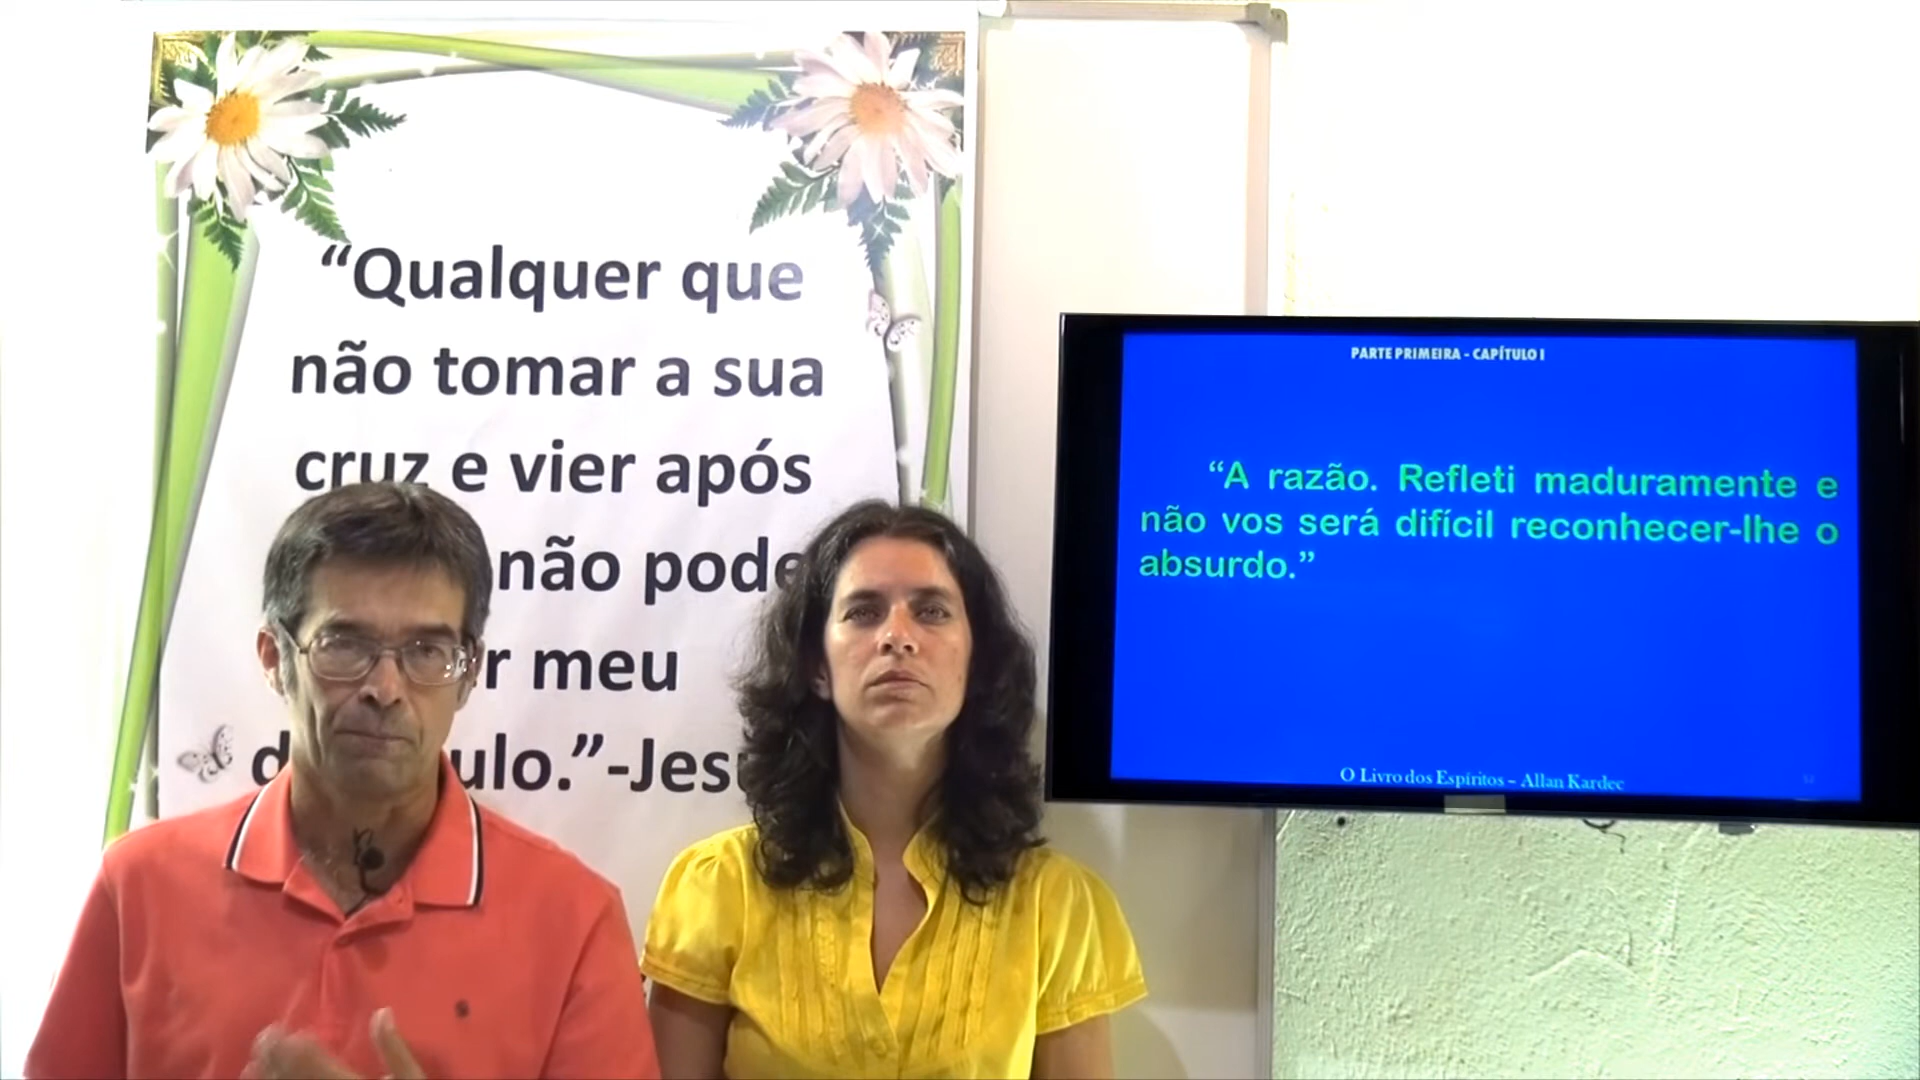 “Qualquer que
não tomar a sua
cruz e vier após
não pode
r meu
d ulo.”-Jesu
PARTE PRIMEIRA - CAPÍTULO I
“A razão. Refleti maduramente e
não vos será difícil reconhecer-lhe o
absurdo.”
O Livro dos Espíritos – Allan Kardec